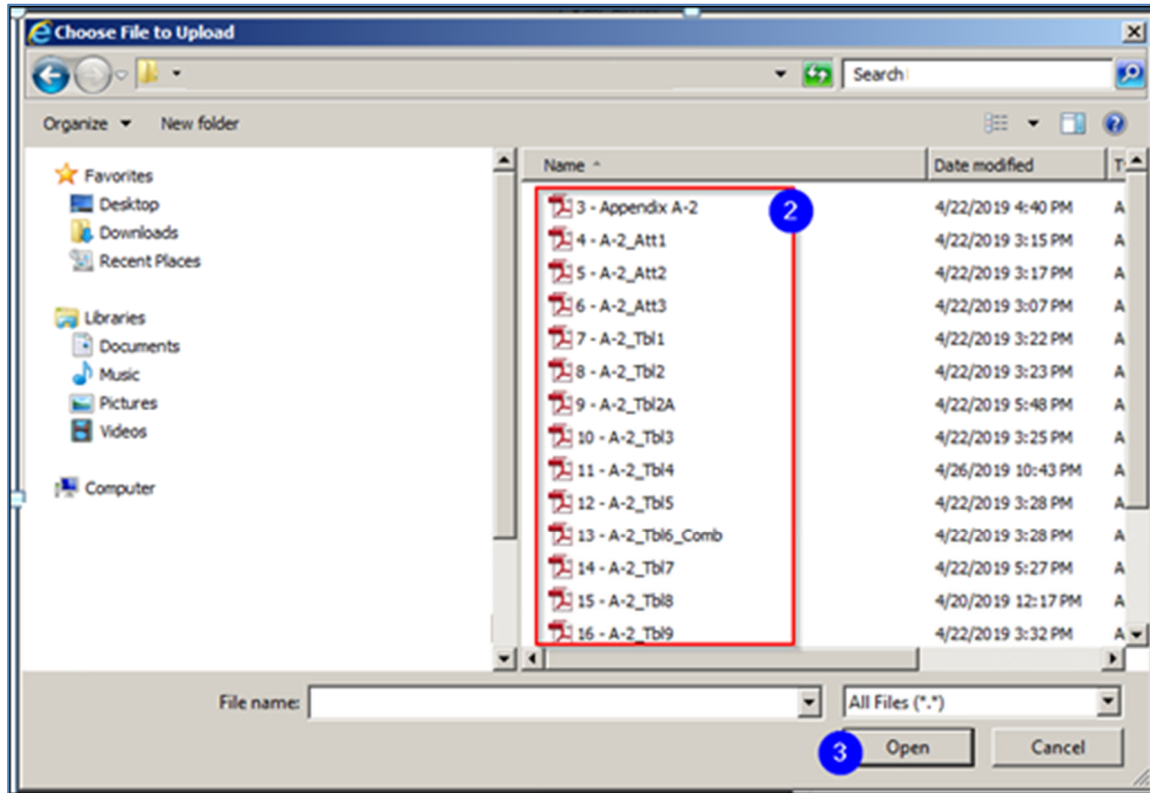 Choose File to Upload
Search
Organize New folder
Name Date modified T
Favorites
Desktop
Downloads
Recent Places
Libraries
Documents
Music
Pictures
Videos
Computer
2
3 - Appendix A-2 4/22/2019 4:40 PM A
4 - A-2_Att1 4/22/2019 3:15 PM A
5 - A-2_Att2 4/22/2019 3:17 PM A
6 - A-2_Att3 4/22/2019 3:07 PM A
7 - A-2_Tbl1 4/22/2019 3:22 PM A
8 - A-2_Tbl2 4/22/2019 3:23 PM A
9 - A-2_Tbl2A 4/22/2019 5:48 PM A
10 - A-2_Tbl3 4/22/2019 3:25 PM A
11 - A-2_Tbl4 4/26/2019 10:43 PM A
12 - A-2_Tbl5 4/22/2019 3:28 PM A
13 - A-2_Tbl6_Comb 4/22/2019 3:28 PM A
14 - A-2_Tbl7 4/22/2019 5:27 PM A
15 - A-2_Tbl8 4/20/2019 12:17 PM A
16 - A-2_Tbl9 4/22/2019 3:32 PM A
File name: All Files (*.*)
3 Open Cancel